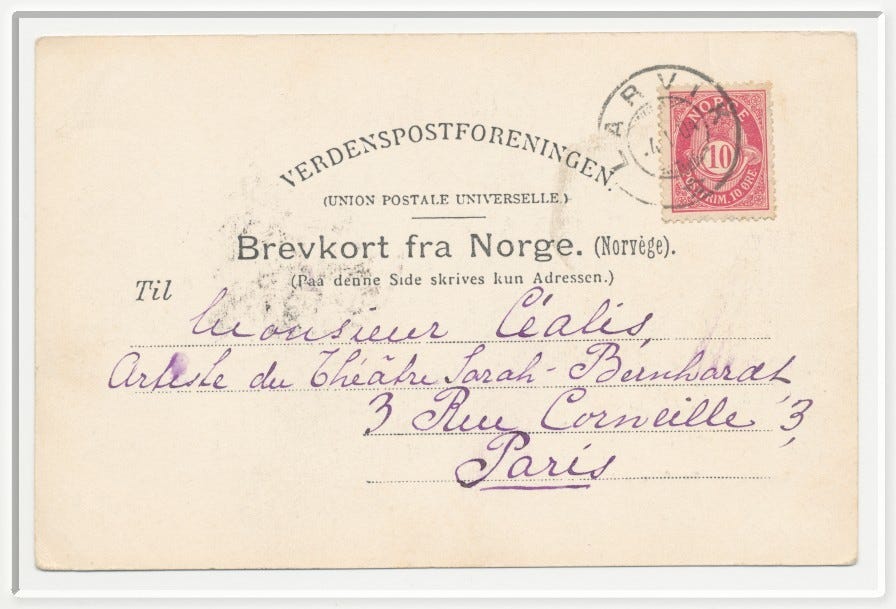 VERDENSPOSTFORENINGEN.
(UNION POSTALE UNIVERSELLE.)
Brevkort fra Norge. (Norvège).
(Paa denne Side skrives kun Adressen.)
LARVIK
NORGE
10
POSTFRIM. 10 ØRE
Til
Monsieur Céalis
Artiste du Théâtre Sarah-Bernhardt
3 Rue Corneille 3,
Paris